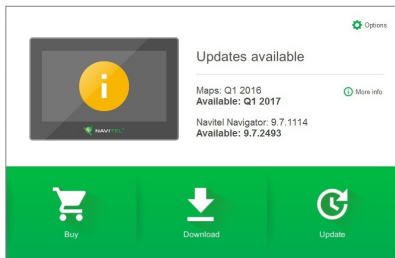 Options
Updates available
Maps: Q1 2016
Available: Q1 2017
More info
Navitel Navigator: 9.7.1114
Available: 9.7.2493
NAVITEL
Buy
Download
Update